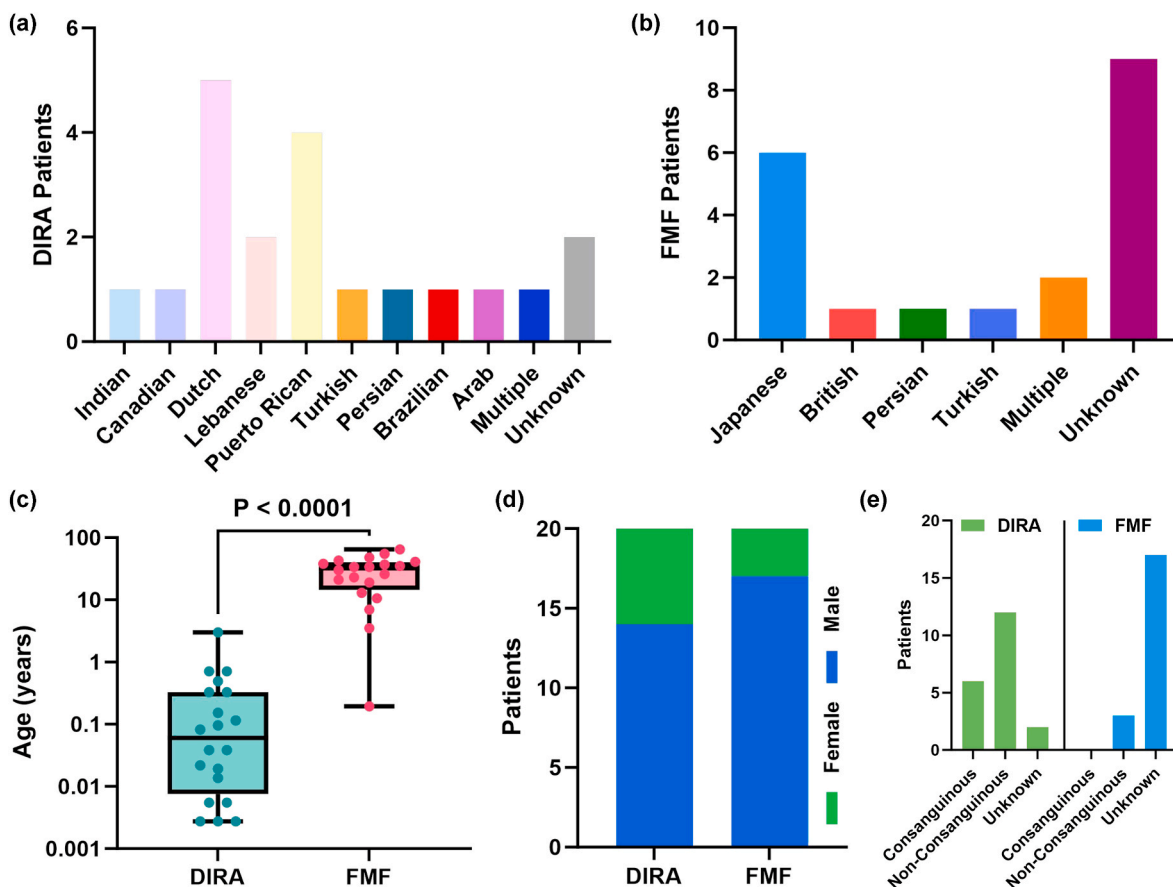 (a)
DIRA Patients
6
4
2
0
Indian
Canadian
Dutch
Lebanese
Puerto Rican
Turkish
Persian
Brazilian
Arab
Multiple
Unknown
(b)
FMF Patients
10
8
6
4
2
0
Japanese
British
Persian
Turkish
Multiple
Unknown
(c)
P < 0.0001
Age (years)
100
10
1
0.1
0.01
0.001
DIRA
FMF
(d)
Patients
20
15
10
5
0
DIRA
FMF
Female
Male
(e)
DIRA
FMF
Patients
20
15
10
5
0
Consanguinous
Non-Consanguinous
Unknown
Consanguinous
Non-Consanguinous
Unknown